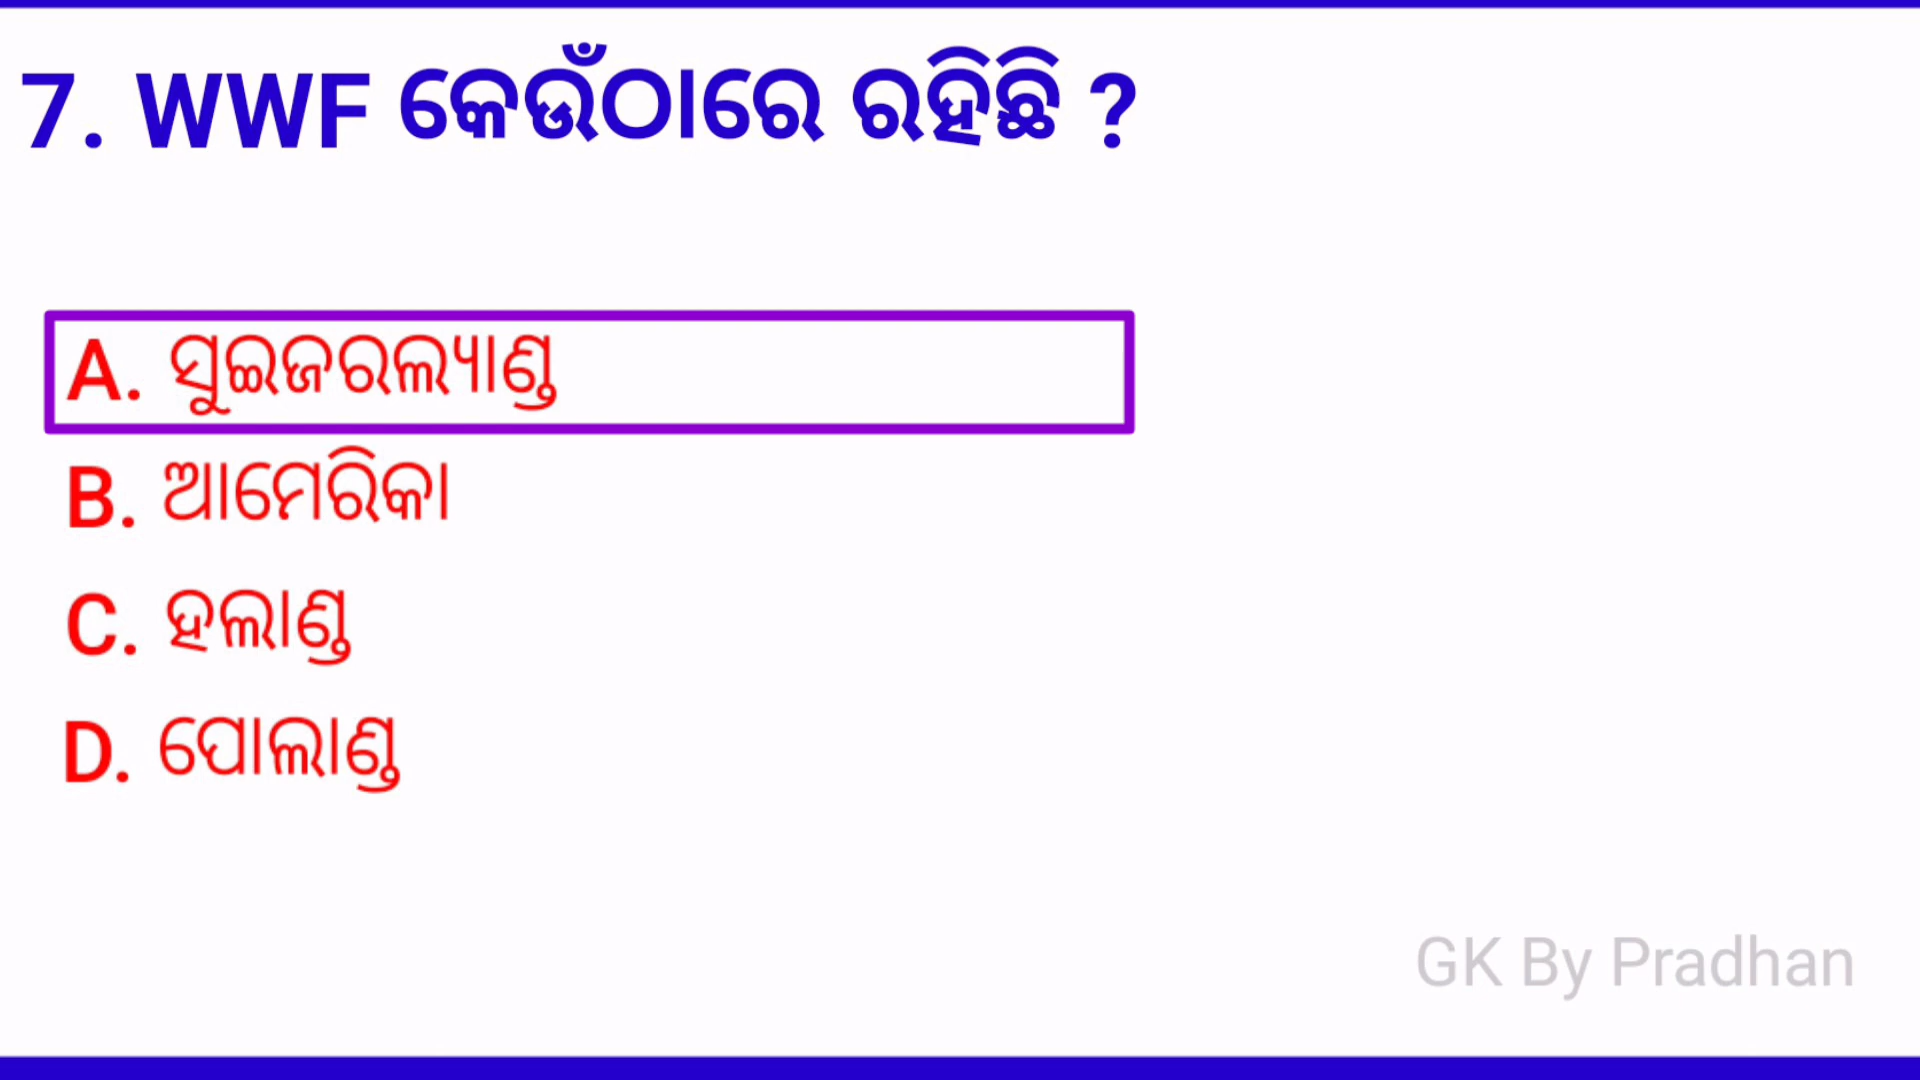 7. WWF କେଉଁଠାରେ ରହିଛି ?
A. ସୁଇଜରଲ୍ୟାଣ୍ଡ
B. ଆମେରିକା
C. ହଲାଣ୍ଡ
D. ପୋଲାଣ୍ଡ
GK By Pradhan